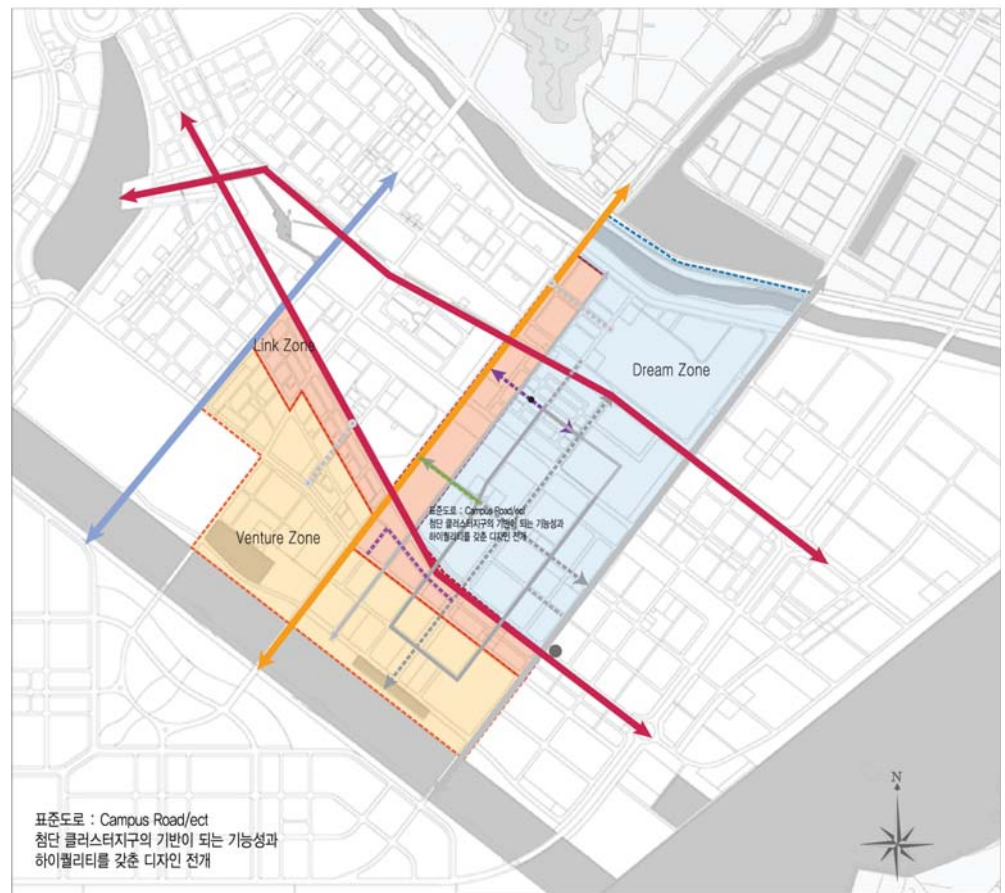 N
Link Zone
Dream Zone
표준도로 : Campus Road/ect
첨단 클러스터지구의 기반이 되는 기능성과
하이퀄리티를 갖춘 디자인 전개
Venture Zone
표준도로 : Campus Road/ect
첨단 클러스터지구의 기반이 되는 기능성과
하이퀄리티를 갖춘 디자인 전개